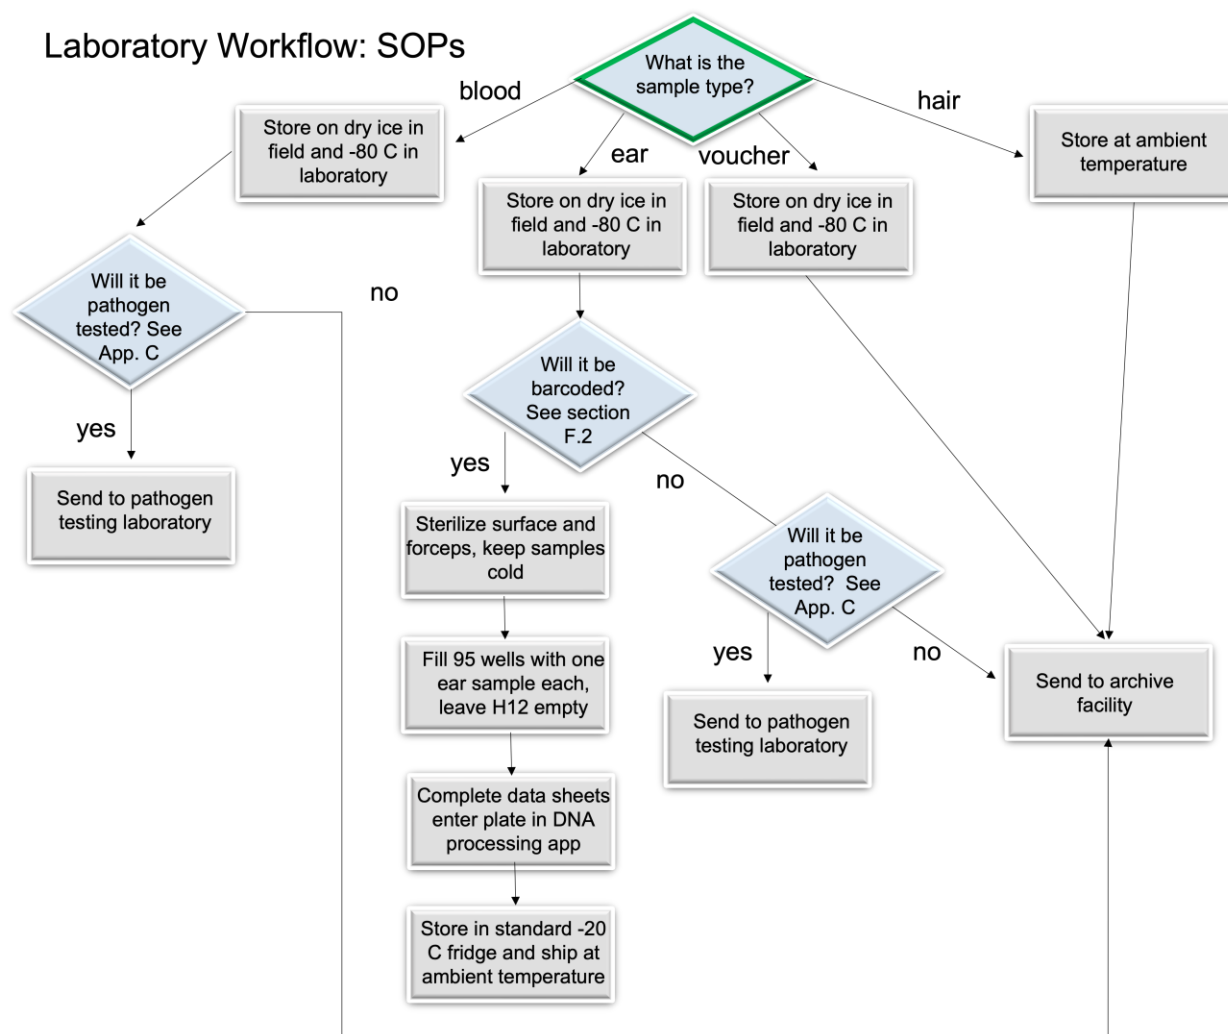 Laboratory Workflow: SOPs
What is the
sample type?
blood
ear
voucher
hair
Store on dry ice in
field and -80 C in
laboratory
Store on dry ice in
field and -80 C in
laboratory
Store on dry ice in
field and -80 C in
laboratory
Store at ambient
temperature
Will it be
pathogen
tested? See
App. C
no
yes
Send to pathogen
testing laboratory
Will it be
barcoded?
See section
F.2
yes
no
Sterilize surface and
forceps, keep samples
cold
Fill 95 wells with one
ear sample each,
leave H12 empty
Complete data sheets
enter plate in DNA
processing app
Store in standard -20
C fridge and ship at
ambient temperature
Will it be
pathogen
tested? See
App. C
yes
no
Send to pathogen
testing laboratory
Send to archive
facility